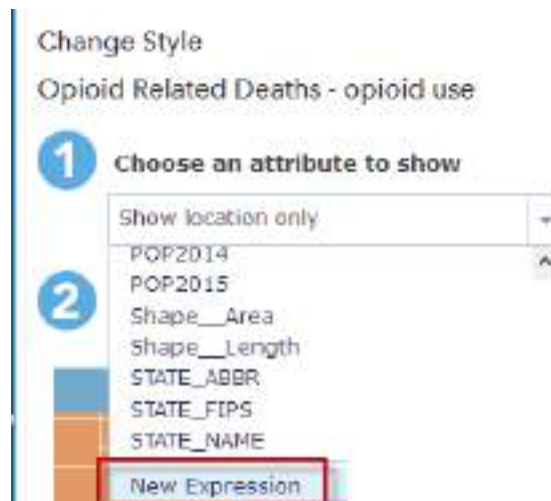 Change Style
Opioid Related Deaths - opioid use
1 Choose an attribute to show
Show location only
POP2014
POP2015
2
Shape__Area
Shape__Length
STATE_ABBR
STATE_FIPS
STATE_NAME
New Expression